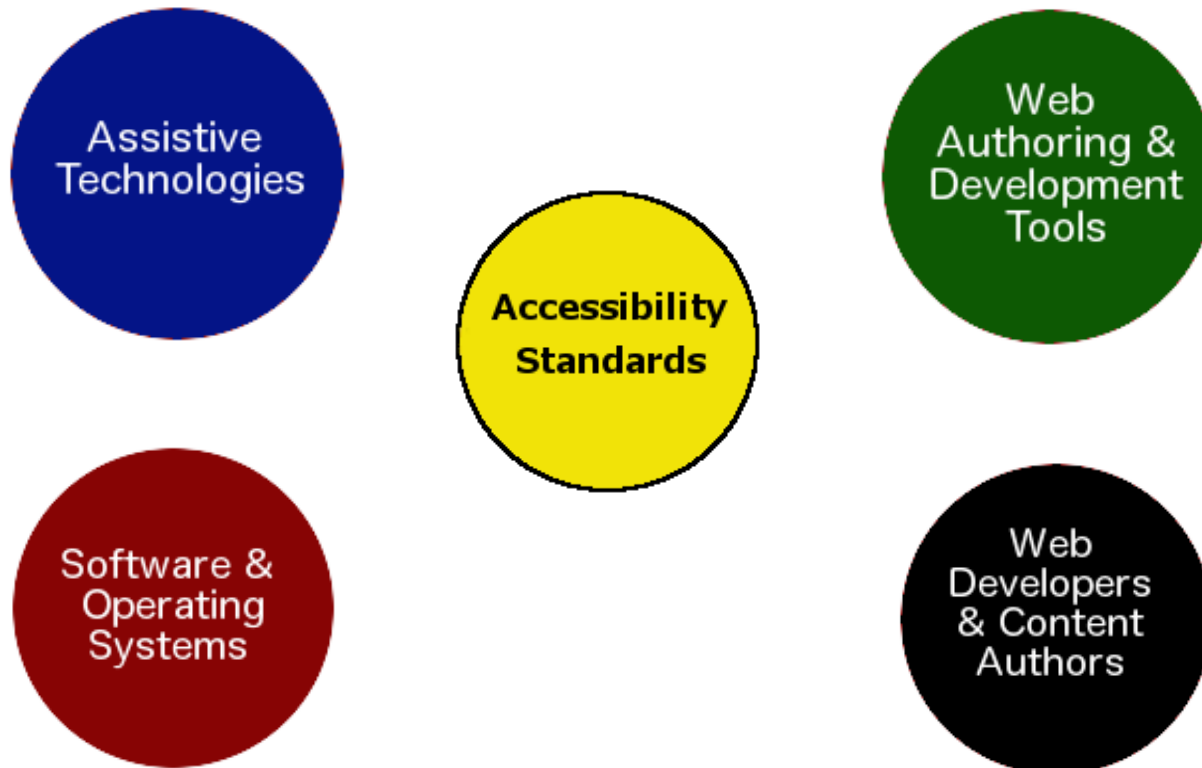 Assistive
Technologies
Web
Authoring &
Development
Tools
Accessibility
Standards
Software &
Operating
Systems
Web
Developers
& Content
Authors